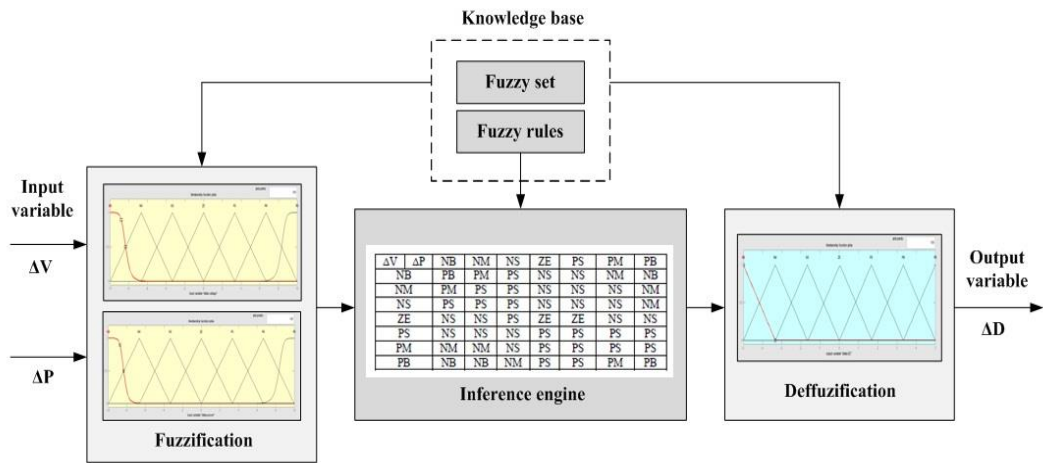 Knowledge base
Fuzzy set
Fuzzy rules
Input
variable
ΔV
ΔP
Fuzzification
ΔV ΔP NB NM NS ZE PS PM PB
NB PB PM PS NS NS NM NB
NM PM PS PS NS NS NS NM
NS PS PS PS NS NS NS NM
ZE NS NS PS ZE ZE NS NS
PS NS NS NS PS PS PS PS
PM NM NM NS PS PS PS PS
PB NB NB NM PS PS PM PB
Inference engine
Deffuzification
Output
variable
ΔD